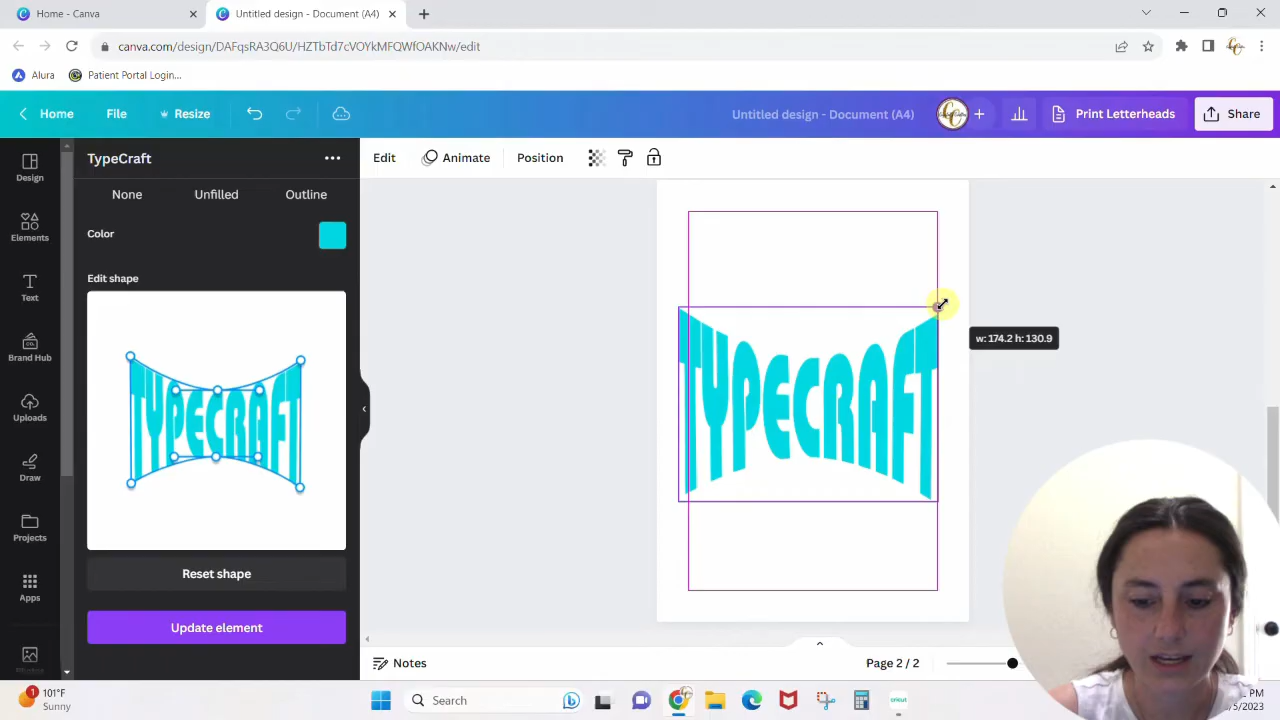 Home - Canva
Untitled design - Document (A4)
canva.com/design/DAFqsRA3Q6U/HZTbTd7cVOYkMFQWfOAKNw/edit
Alura
Patient Portal Login...
Home
File
Resize
Untitled design - Document (A4)
Print Letterheads
Share
TypeCraft
Edit
Animate
Position
Design
Elements
Text
Brand Hub
Uploads
Draw
Projects
Apps
None
Unfilled
Outline
Color
Edit shape
TYPECRAFT
Reset shape
Update element
TYPECRAFT
w: 174.2 h: 130.9
Notes
Page 2 / 2
1
101°F
Sunny
Search